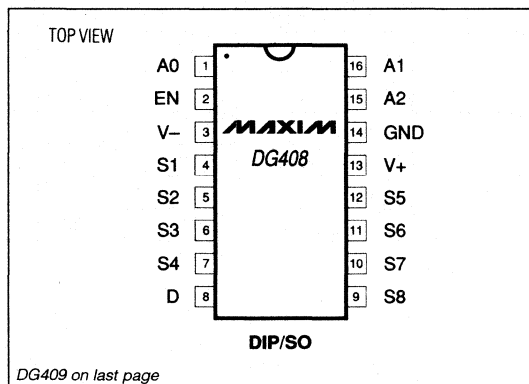 TOP VIEW
A0 1 16 A1
EN 2 15 A2
V– 3 MAXIM 14 GND
S1 4 DG408 13 V+
S2 5 12 S5
S3 6 11 S6
S4 7 10 S7
D 8 9 S8
DIP/SO
DG409 on last page